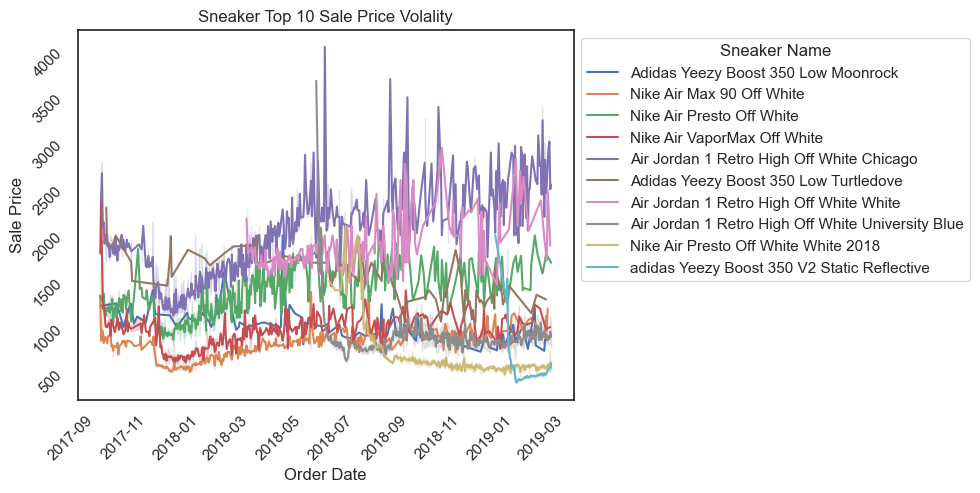 Sneaker Top 10 Sale Price Volality
Sale Price
4000
3500
3000
2500
2000
1500
1000
500
2017-09
2017-11
2018-01
2018-03
2018-05
2018-07
2018-09
2018-11
2019-01
2019-03
Order Date
Sneaker Name
Adidas Yeezy Boost 350 Low Moonrock
Nike Air Max 90 Off White
Nike Air Presto Off White
Nike Air VaporMax Off White
Air Jordan 1 Retro High Off White Chicago
Adidas Yeezy Boost 350 Low Turtledove
Air Jordan 1 Retro High Off White White
Air Jordan 1 Retro High Off White University Blue
Nike Air Presto Off White White 2018
adidas Yeezy Boost 350 V2 Static Reflective